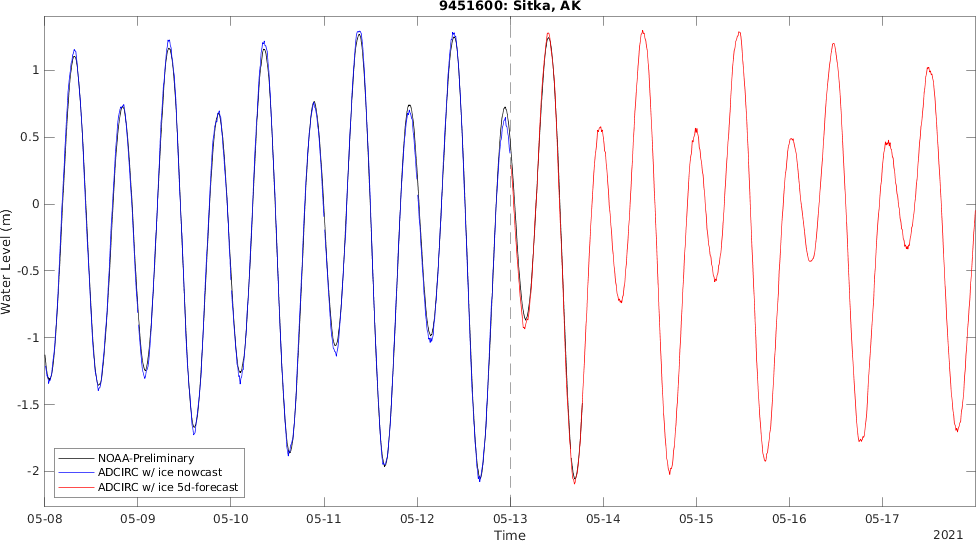 9451600: Sitka, AK
1
0.5
0
-0.5
-1
-1.5
-2
Water Level (m)
NOAA-Preliminary
ADCIRC w/ ice nowcast
ADCIRC w/ ice 5d-forecast
05-08 05-09 05-10 05-11 05-12 05-13 05-14 05-15 05-16 05-17
Time
2021